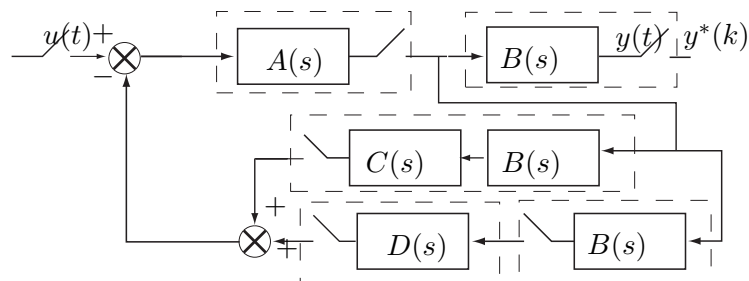 u(t)
+
−
A(s)
B(s)
y(t)
y*(k)
C(s)
B(s)
+
+
D(s)
B(s)